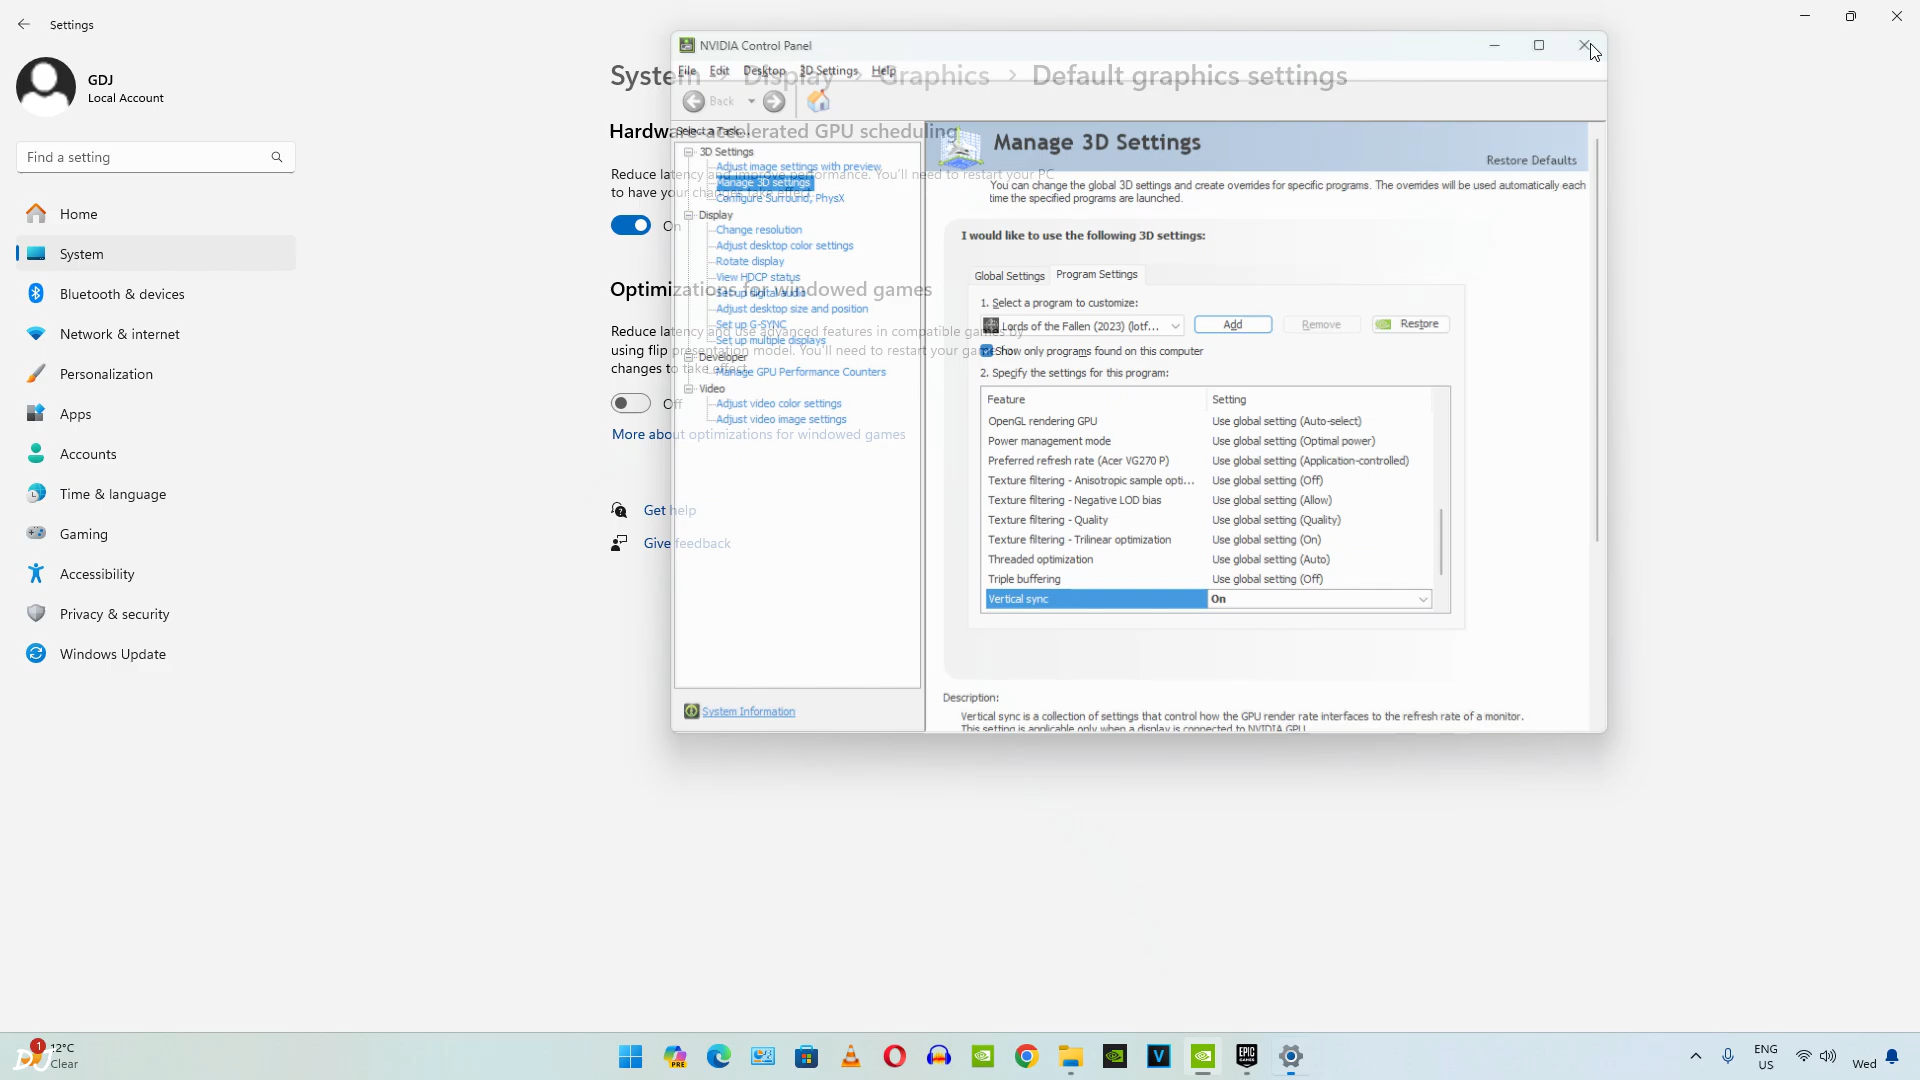 Settings
GDJ
Local Account
Find a setting
Home
System
Bluetooth & devices
Network & internet
Personalization
Apps
Accounts
Time & language
Gaming
Accessibility
Privacy & security
Windows Update
System > Display > Graphics > Default graphics settings
Hardware-accelerated GPU scheduling
Reduce latency and improve performance. You'll need to restart your PC
to have your changes take effect.
On
Optimizations for windowed games
Reduce latency and use advanced features in compatible games by
using flip presentation model. You'll need to restart your game for
changes to take effect.
Off
More about optimizations for windowed games
Get help
Give feedback
NVIDIA Control Panel
File Edit Desktop 3D Settings Help
Back
Select a Task...
3D Settings
Adjust image settings with preview
Manage 3D settings
Configure Surround, PhysX
Display
Change resolution
Adjust desktop color settings
Rotate display
View HDCP status
Set up digital audio
Adjust desktop size and position
Set up G-SYNC
Set up multiple displays
Developer
Manage GPU Performance Counters
Video
Adjust video color settings
Adjust video image settings
System Information
Manage 3D Settings
Restore Defaults
You can change the global 3D settings and create overrides for specific programs. The overrides will be used automatically each
time the specified programs are launched.
I would like to use the following 3D settings:
Global Settings Program Settings
1. Select a program to customize:
Lords of the Fallen (2023) (lotf... Add Remove Restore
Show only programs found on this computer
2. Specify the settings for this program:
Feature Setting
OpenGL rendering GPU Use global setting (Auto-select)
Power management mode Use global setting (Optimal power)
Preferred refresh rate (Acer VG270 P) Use global setting (Application-controlled)
Texture filtering - Anisotropic sample opti... Use global setting (Off)
Texture filtering - Negative LOD bias Use global setting (Allow)
Texture filtering - Quality Use global setting (Quality)
Texture filtering - Trilinear optimization Use global setting (On)
Threaded optimization Use global setting (Auto)
Triple buffering Use global setting (Off)
Vertical sync On
Description:
Vertical sync is a collection of settings that control how the GPU render rate interfaces to the refresh rate of a monitor.
This setting is applicable only when a display is connected to NVIDIA GPU.
1
12°C
Clear
PRE
V
EPIC
GAMES
ENG
US
Wed